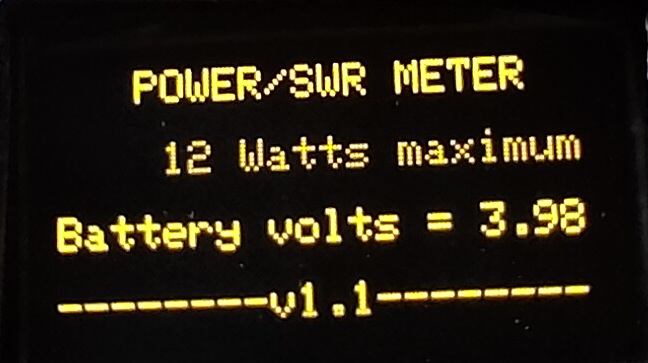 POWER/SWR METER
12 Watts maximum
Battery volts = 3.98
--------v1.1--------